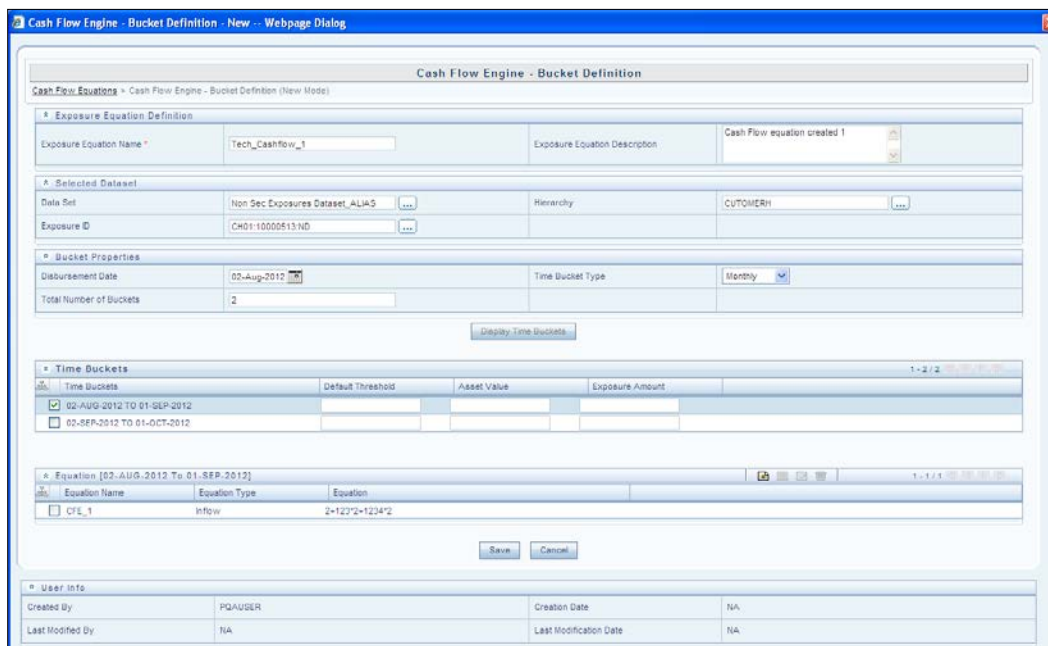 Cash Flow Engine - Bucket Definition - New -- Webpage Dialog
Cash Flow Engine - Bucket Definition
Cash Flow Equations > Cash Flow Engine - Bucket Definition (New Mode)
Exposure Equation Definition
Exposure Equation Name * Tech_Cashflow_1 Exposure Equation Description Cash Flow equation created 1
Selected Dataset
Data Set Non Sec Exposures Dataset_ALIAS ... Hierarchy CUTOMERH ...
Exposure ID CH01:10000513:ND ...
Bucket Properties
Disbursement Date 02-Aug-2012 Time Bucket Type Monthly
Total Number of Buckets 2
Display Time Buckets
Time Buckets 1 - 2 / 2
Time Buckets Default Threshold Asset Value Exposure Amount
02-AUG-2012 TO 01-SEP-2012
02-SEP-2012 TO 01-OCT-2012
Equation [02-AUG-2012 To 01-SEP-2012] 1 - 1 / 1
Equation Name Equation Type Equation
CFE_1 Inflow 2+123*2+1234*2
Save Cancel
User Info
Created By PQAUSER Creation Date NA
Last Modified By NA Last Modification Date NA